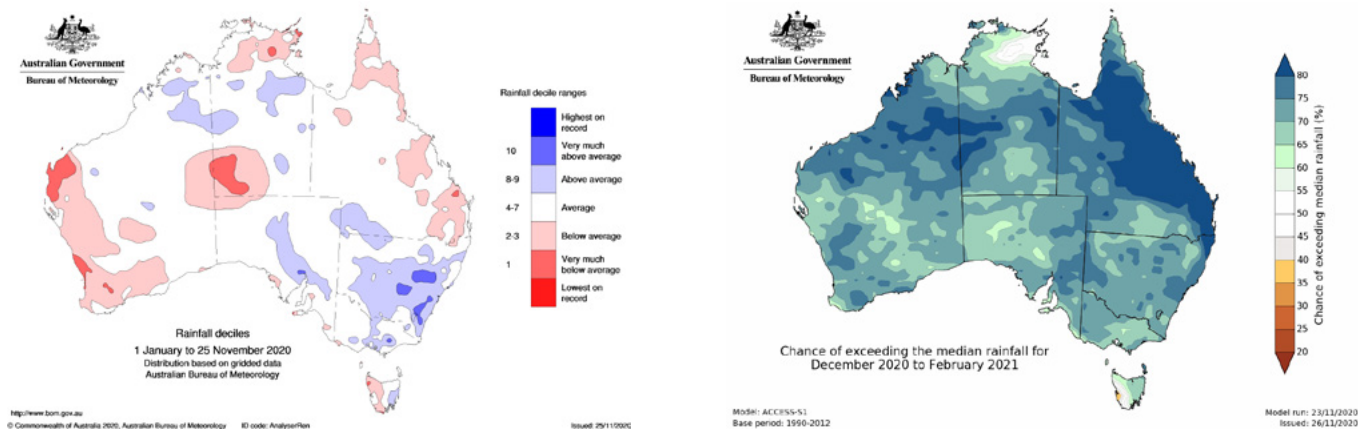 Australian Government
Bureau of Meteorology
Rainfall decile ranges
Highest on
record
10
Very much
above average
8-9
Above average
4-7
Average
2-3
Below average
1
Very much
below average
Lowest on
record
Rainfall deciles
1 January to 25 November 2020
Distribution based on gridded data
Australian Bureau of Meteorology
http://www.bom.gov.au
© Commonwealth of Australia 2020, Australian Bureau of Meteorology
ID code: AnalyserRen
Issued: 25/11/2020
Australian Government
Bureau of Meteorology
80
75
70
65
60
55
50
45
40
35
30
25
20
Chance of exceeding median rainfall (%)
Chance of exceeding the median rainfall for
December 2020 to February 2021
Model: ACCESS-S1
Base period: 1990-2012
Model run: 23/11/2020
Issued: 26/11/2020